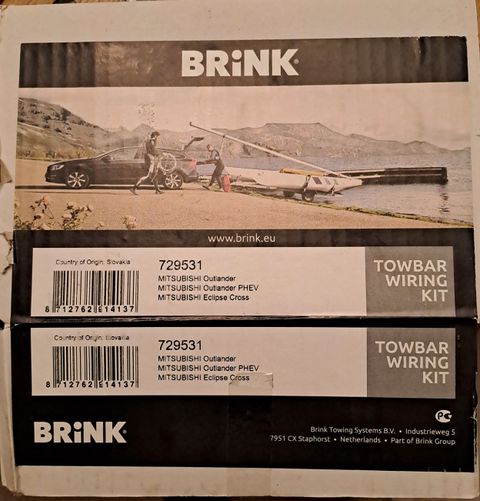 BRiNK®
www.brink.eu
Country of Origin: Slovakia
8 712762 914137
729531
MITSUBISHI Outlander
MITSUBISHI Outlander PHEV
MITSUBISHI Eclipse Cross
TOWBAR
WIRING
KIT
Country of Origin: Slovakia
8 712762 914137
729531
MITSUBISHI Outlander
MITSUBISHI Outlander PHEV
MITSUBISHI Eclipse Cross
TOWBAR
WIRING
KIT
BRiNK®
Brink Towing Systems B.V. • Industrieweg 5
7951 CX Staphorst • Netherlands • Part of Brink Group